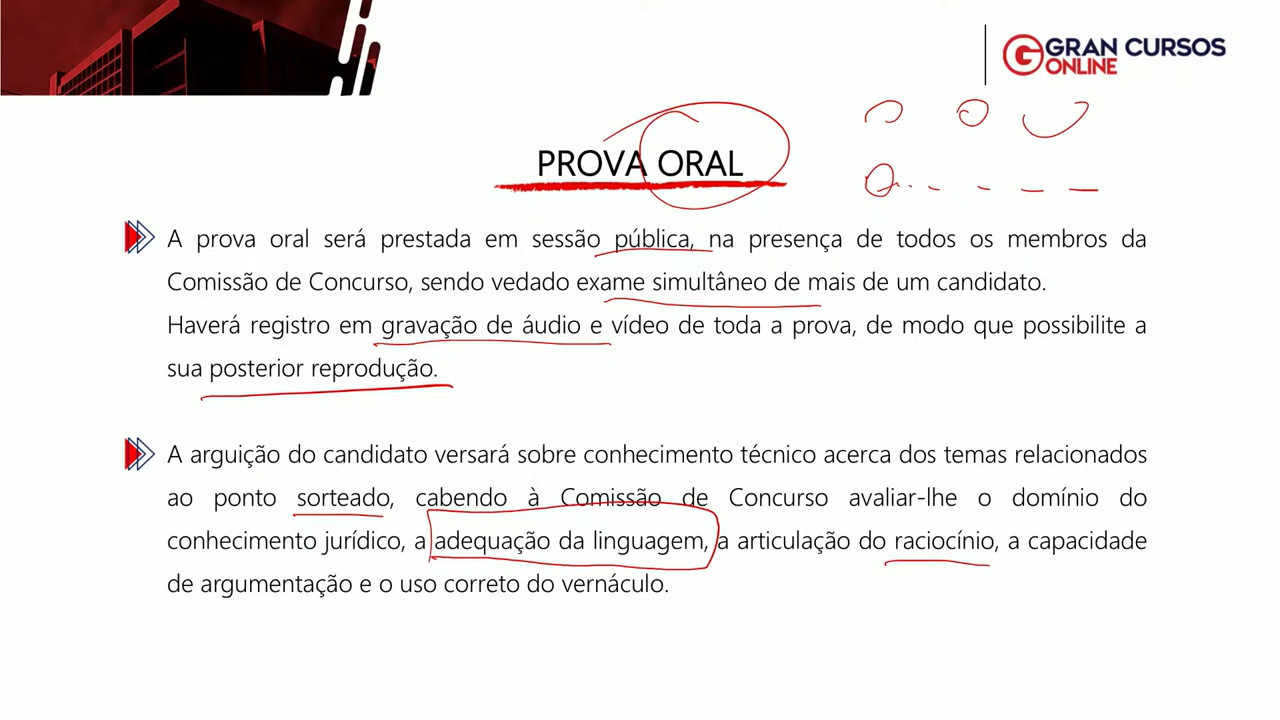 GRAN CURSOS
ONLINE
PROVA ORAL
A prova oral será prestada em sessão pública, na presença de todos os membros da
Comissão de Concurso, sendo vedado exame simultâneo de mais de um candidato.
Haverá registro em gravação de áudio e vídeo de toda a prova, de modo que possibilite a
sua posterior reprodução.
A arguição do candidato versará sobre conhecimento técnico acerca dos temas relacionados
ao ponto sorteado, cabendo à Comissão de Concurso avaliar-lhe o domínio do
conhecimento jurídico, a adequação da linguagem, a articulação do raciocínio, a capacidade
de argumentação e o uso correto do vernáculo.